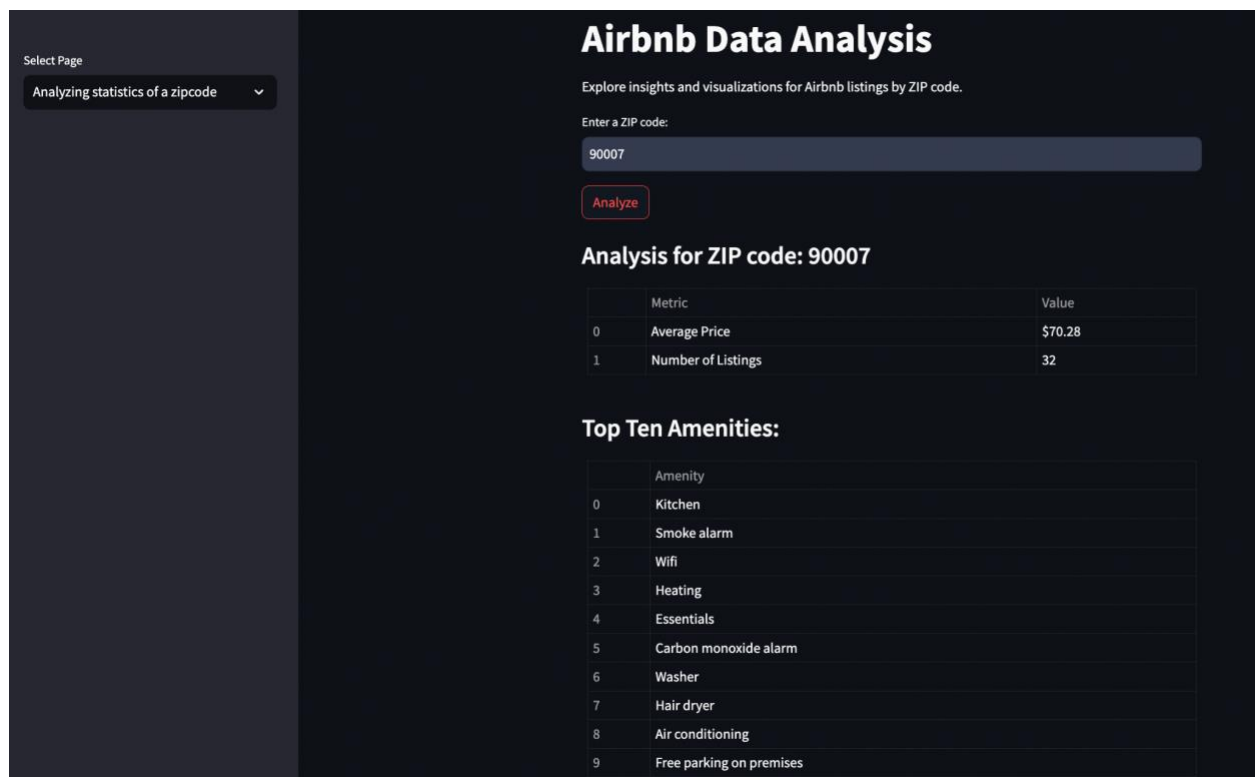 Select Page
Analyzing statistics of a zipcode
Airbnb Data Analysis
Explore insights and visualizations for Airbnb listings by ZIP code.
Enter a ZIP code:
90007
Analyze
Analysis for ZIP code: 90007
Metric Value
0 Average Price $70.28
1 Number of Listings 32
Top Ten Amenities:
Amenity
0 Kitchen
1 Smoke alarm
2 Wifi
3 Heating
4 Essentials
5 Carbon monoxide alarm
6 Washer
7 Hair dryer
8 Air conditioning
9 Free parking on premises